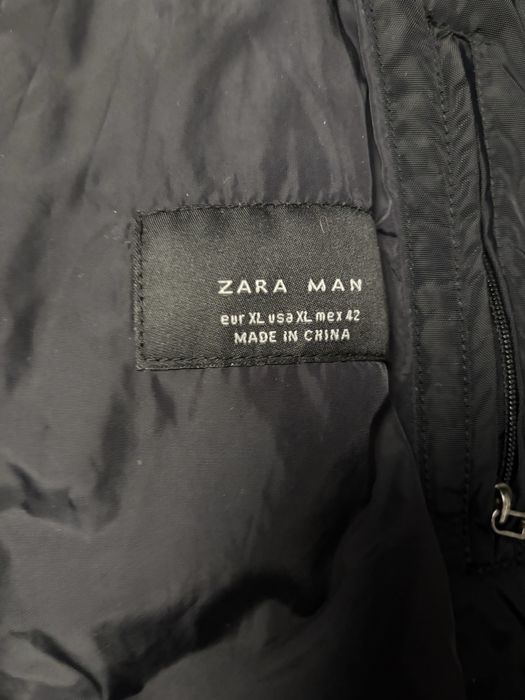 ZARA MAN
eur XL usa XL mex 42
MADE IN CHINA